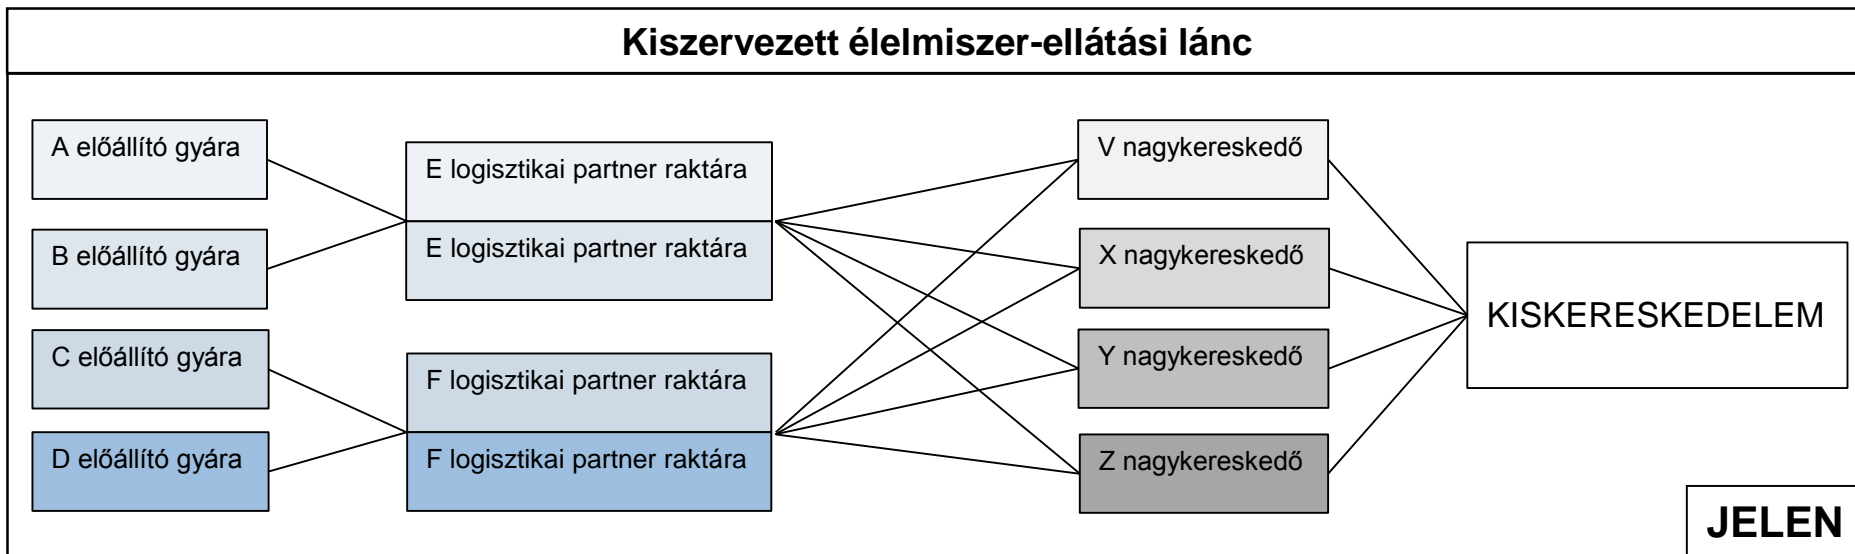 Kiszervezett élelmiszer-ellátási lánc
A előállító gyára
B előállító gyára
C előállító gyára
D előállító gyára
E logisztikai partner raktára
E logisztikai partner raktára
F logisztikai partner raktára
F logisztikai partner raktára
V nagykereskedő
X nagykereskedő
Y nagykereskedő
Z nagykereskedő
KISKERESKEDELEM
JELEN